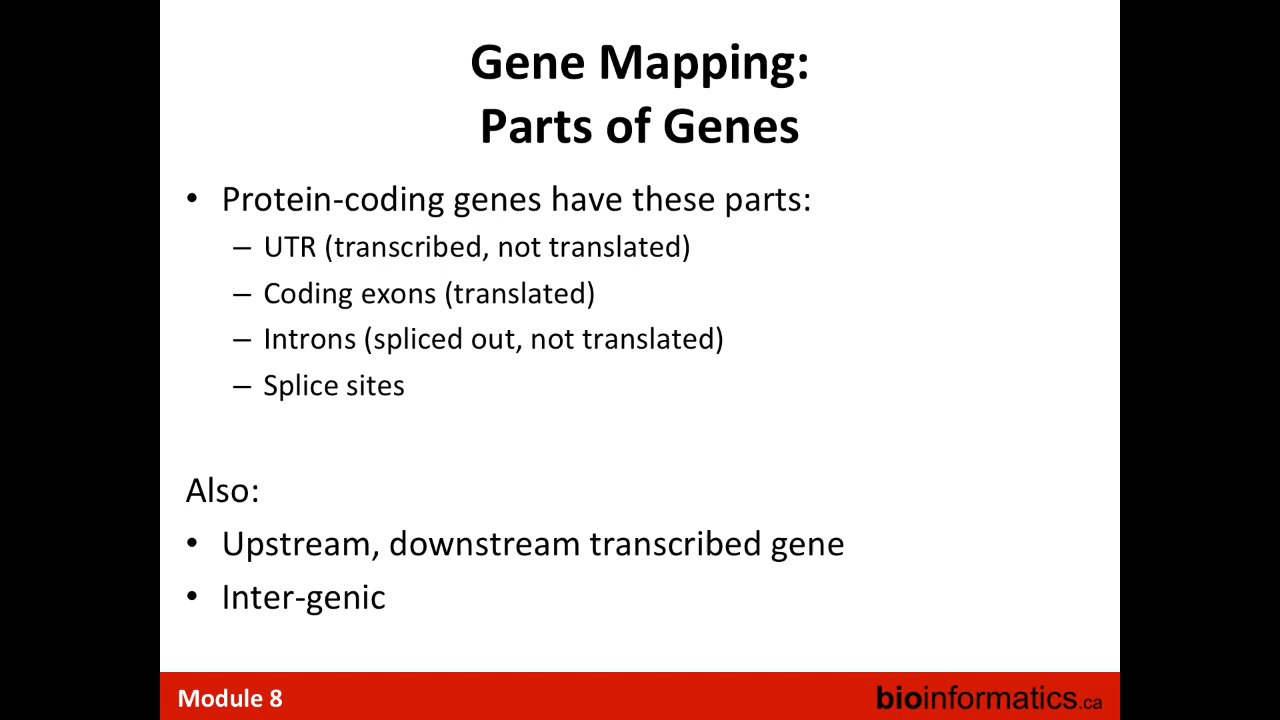 Gene Mapping:
Parts of Genes
• Protein-coding genes have these parts:
– UTR (transcribed, not translated)
– Coding exons (translated)
– Introns (spliced out, not translated)
– Splice sites
Also:
• Upstream, downstream transcribed gene
• Inter-genic
Module 8
bioinformatics.ca